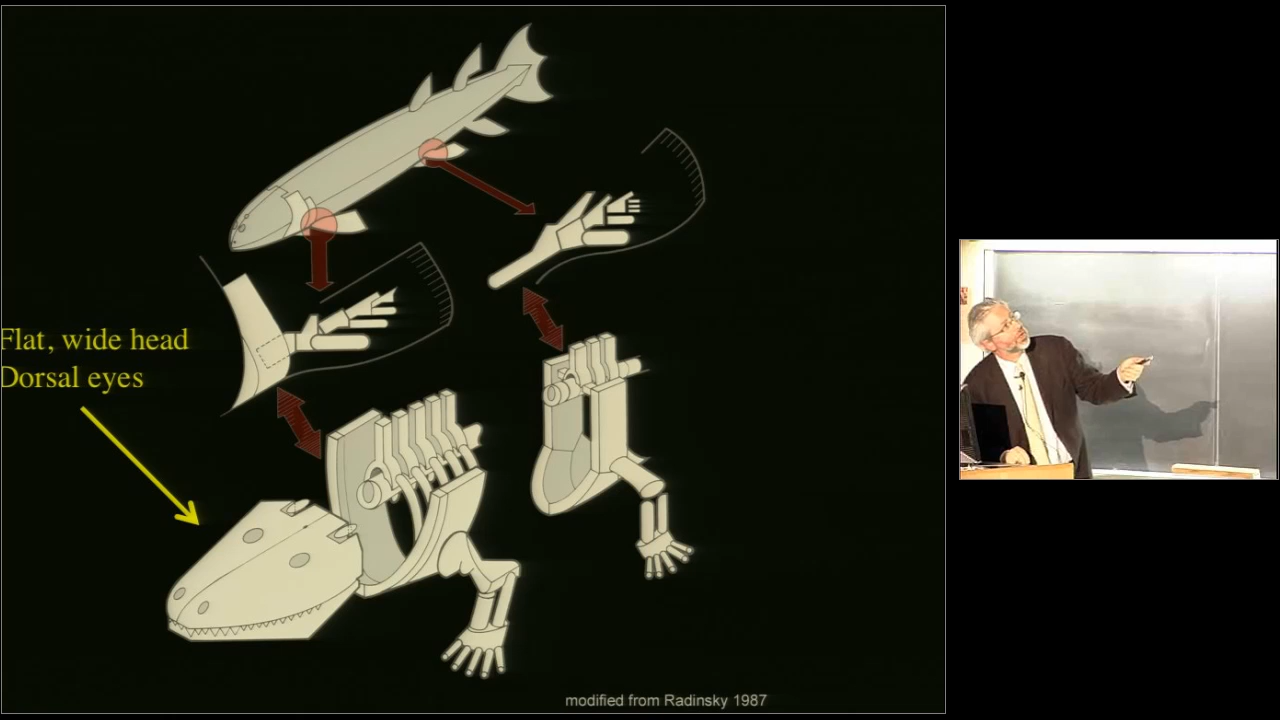 Flat, wide head
Dorsal eyes
modified from Radinsky 1987